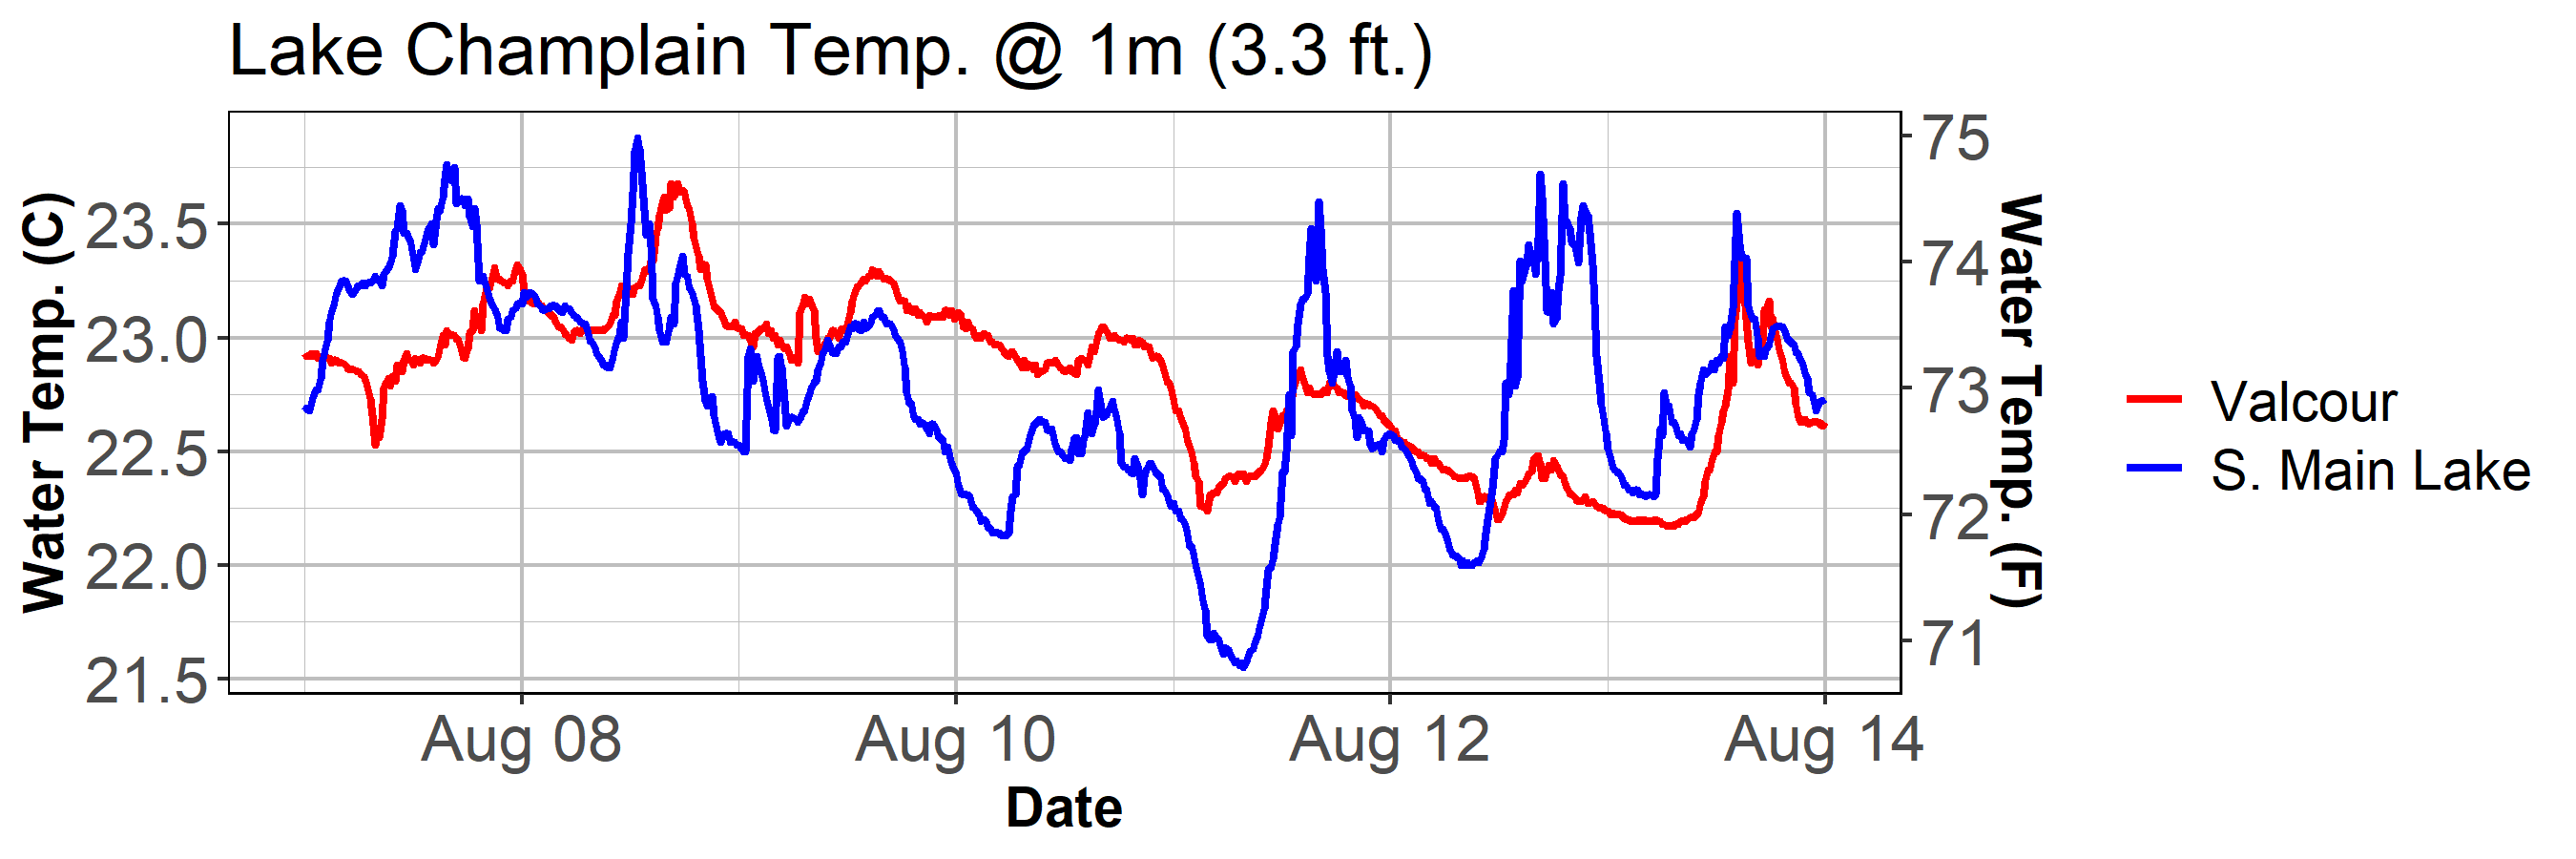 Lake Champlain Temp. @ 1m (3.3 ft.)
Water Temp. (C)
23.5
23.0
22.5
22.0
21.5
75
74
73
72
71
Water Temp. (F)
Aug 08
Aug 10
Aug 12
Aug 14
Date
Valcour
S. Main Lake